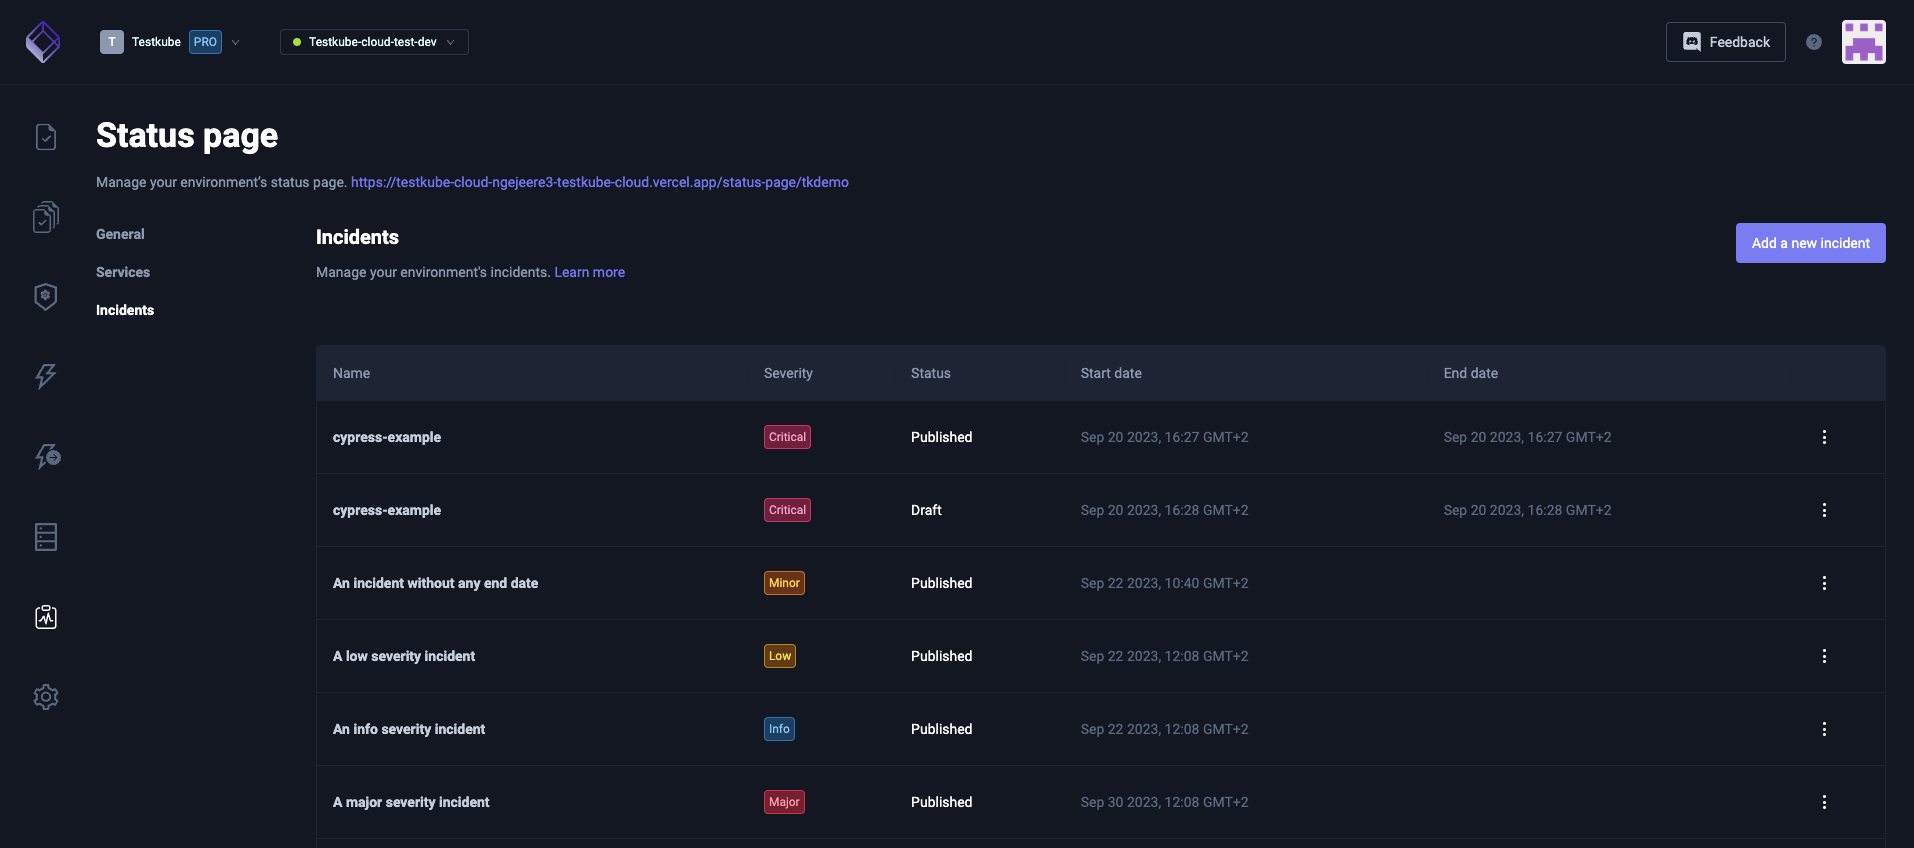 T Testkube PRO Testkube-cloud-test-dev Feedback ?
Status page
Manage your environment’s status page. https://testkube-cloud-ngejeere3-testkube-cloud.vercel.app/status-page/tkdemo
General
Services
Incidents
Incidents
Manage your environment's incidents. Learn more
Add a new incident
Name Severity Status Start date End date
cypress-example Critical Published Sep 20 2023, 16:27 GMT+2 Sep 20 2023, 16:27 GMT+2
cypress-example Critical Draft Sep 20 2023, 16:28 GMT+2 Sep 20 2023, 16:28 GMT+2
An incident without any end date Minor Published Sep 22 2023, 10:40 GMT+2
A low severity incident Low Published Sep 22 2023, 12:08 GMT+2
An info severity incident Info Published Sep 22 2023, 12:08 GMT+2
A major severity incident Major Published Sep 30 2023, 12:08 GMT+2